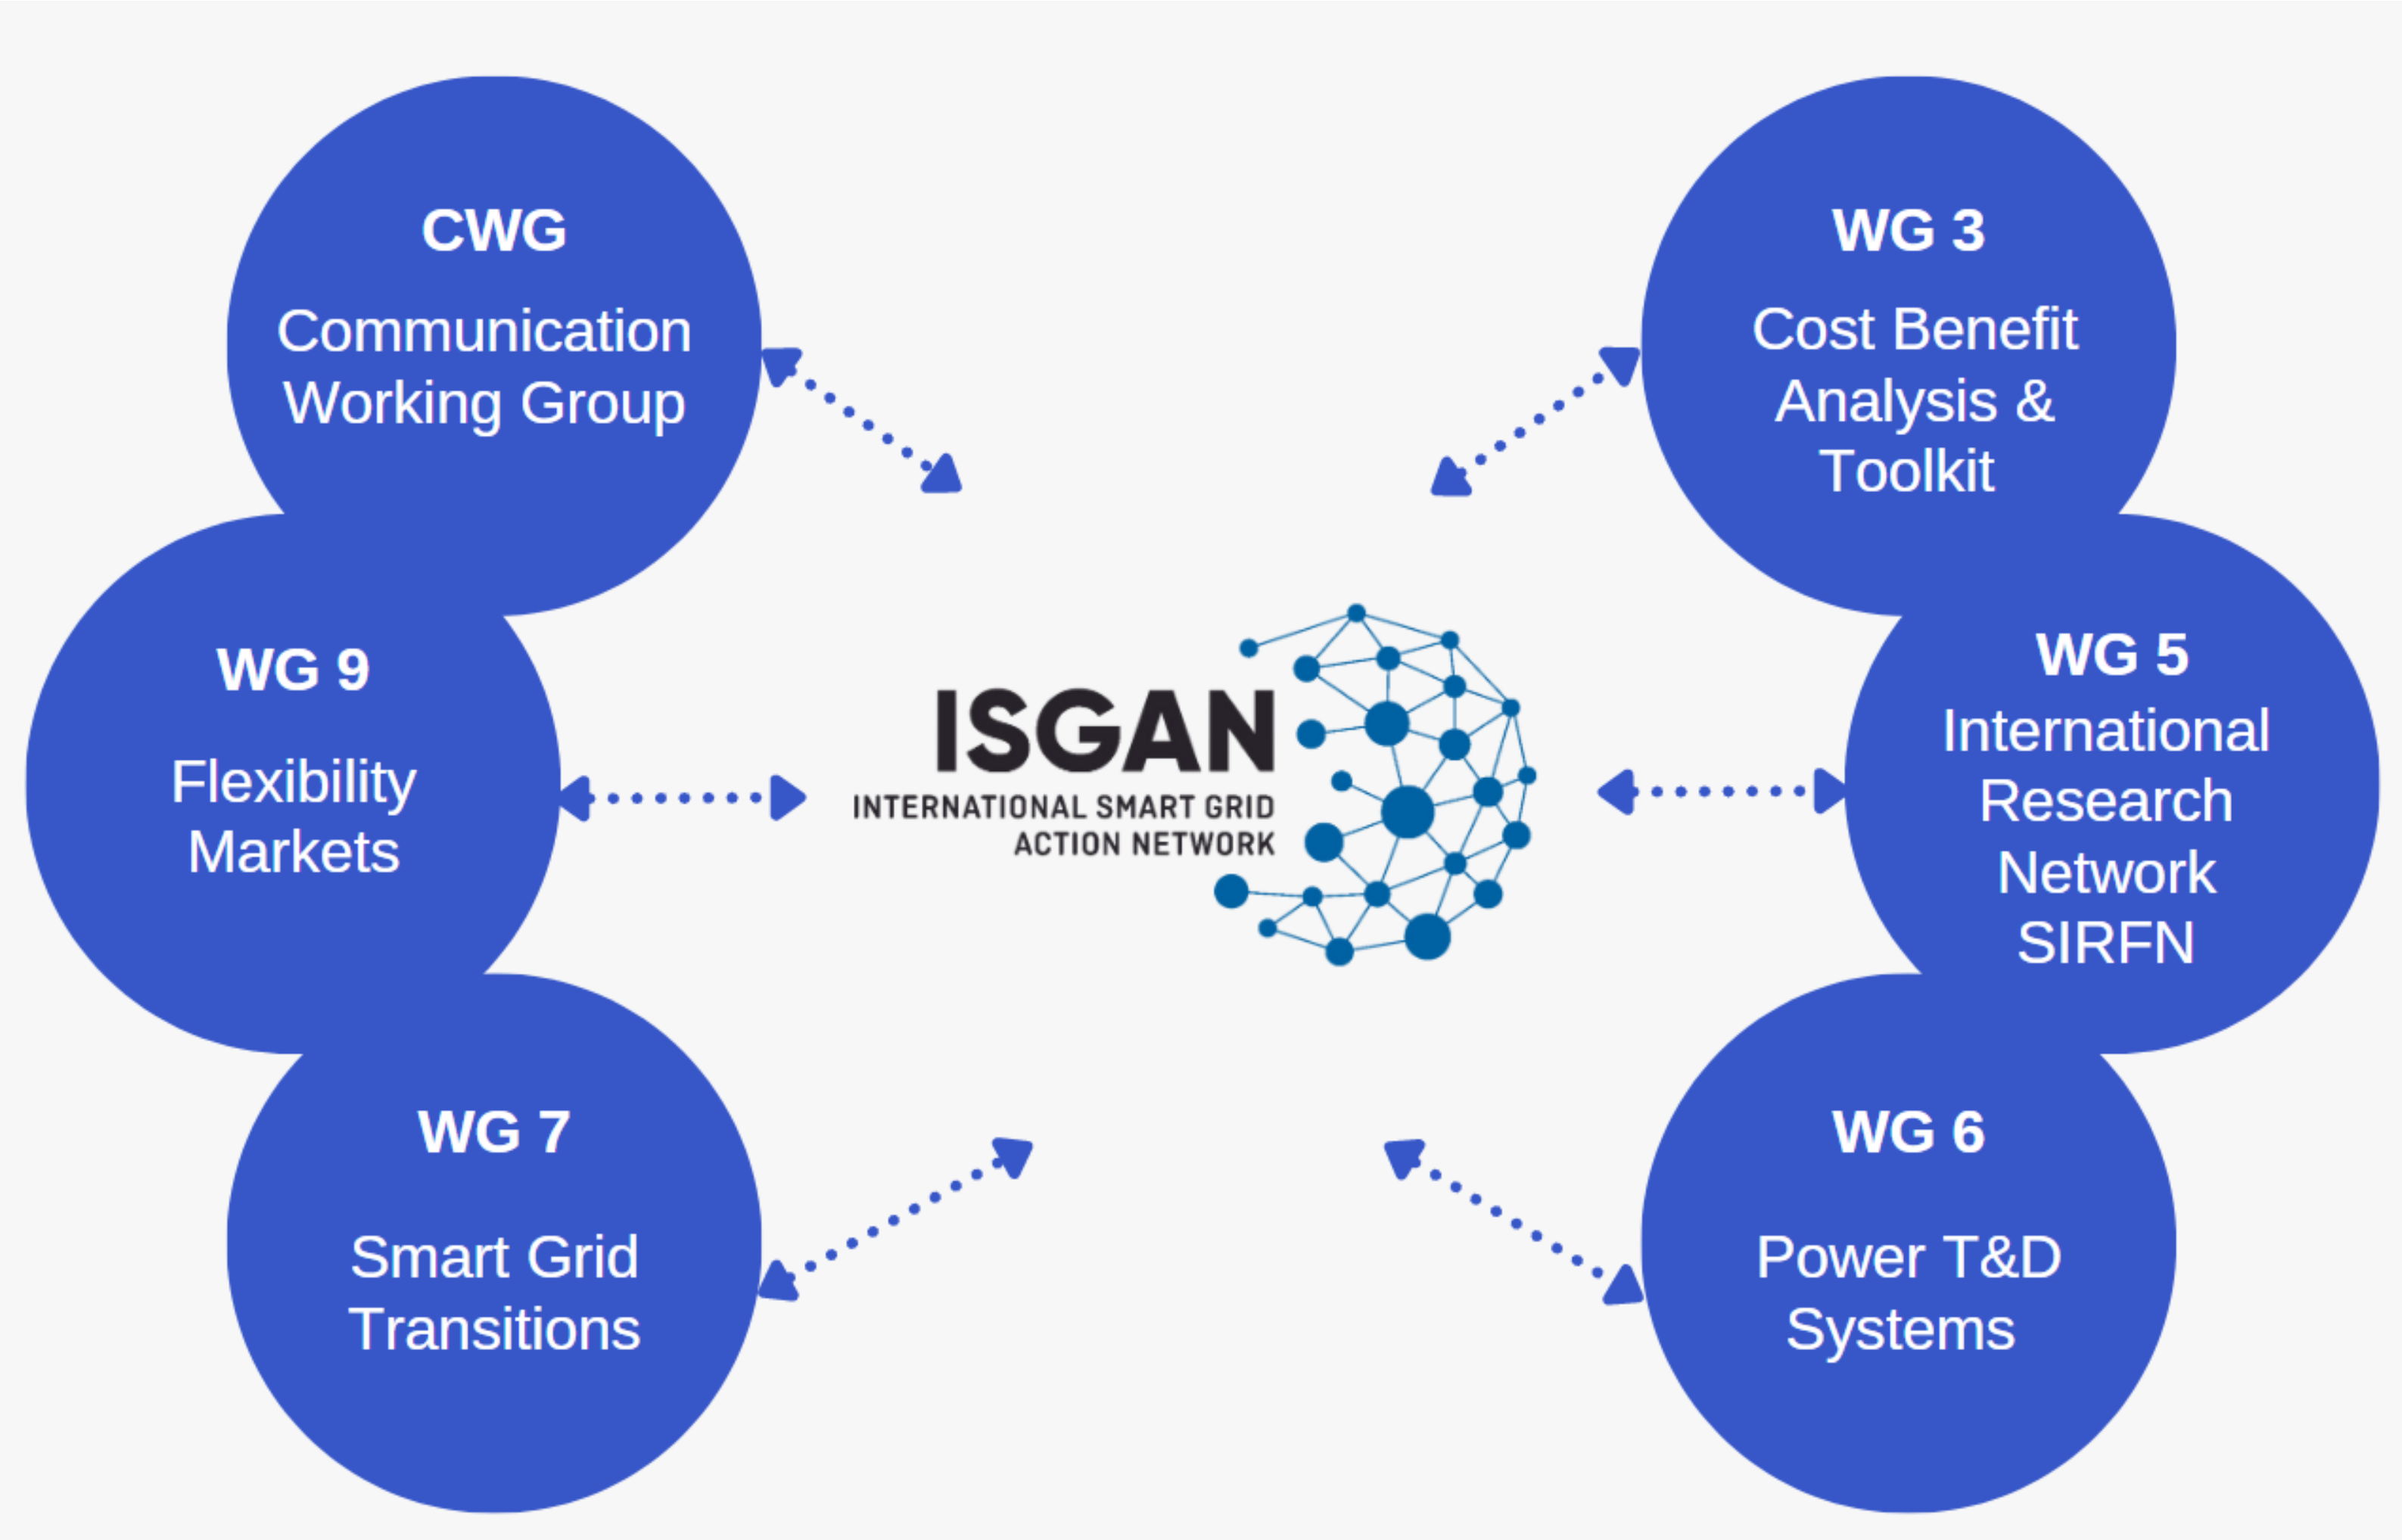 CWG
Communication
Working Group
WG 3
Cost Benefit
Analysis &
Toolkit
WG 9
Flexibility
Markets
ISGAN
INTERNATIONAL SMART GRID
ACTION NETWORK
WG 5
International
Research
Network
SIRFN
WG 7
Smart Grid
Transitions
WG 6
Power T&D
Systems